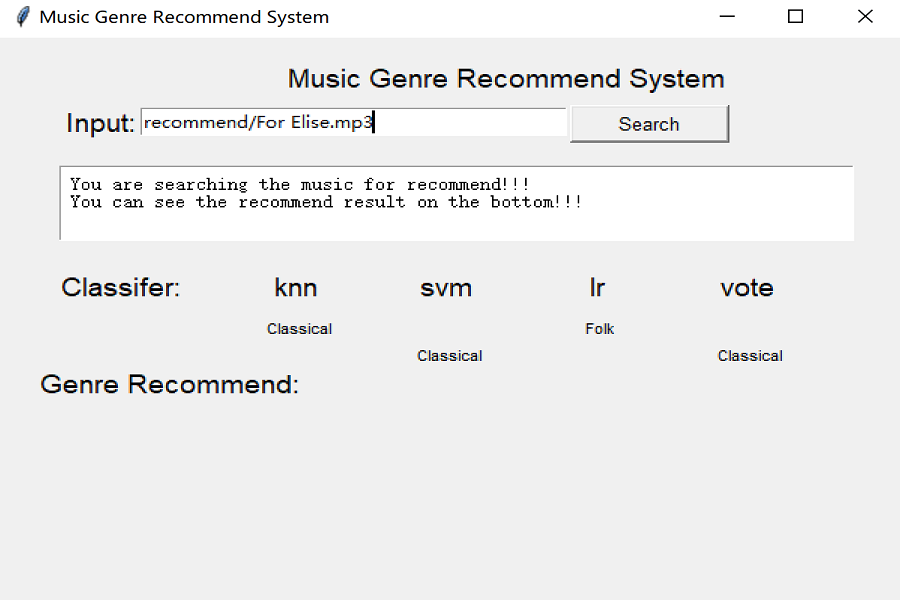 Music Genre Recommend System
Music Genre Recommend System
Input: recommend/For Elise.mp3 Search
You are searching the music for recommend!!!
You can see the recommend result on the bottom!!!
Classifer: knn svm lr vote
Classical Folk
Classical Classical
Genre Recommend: